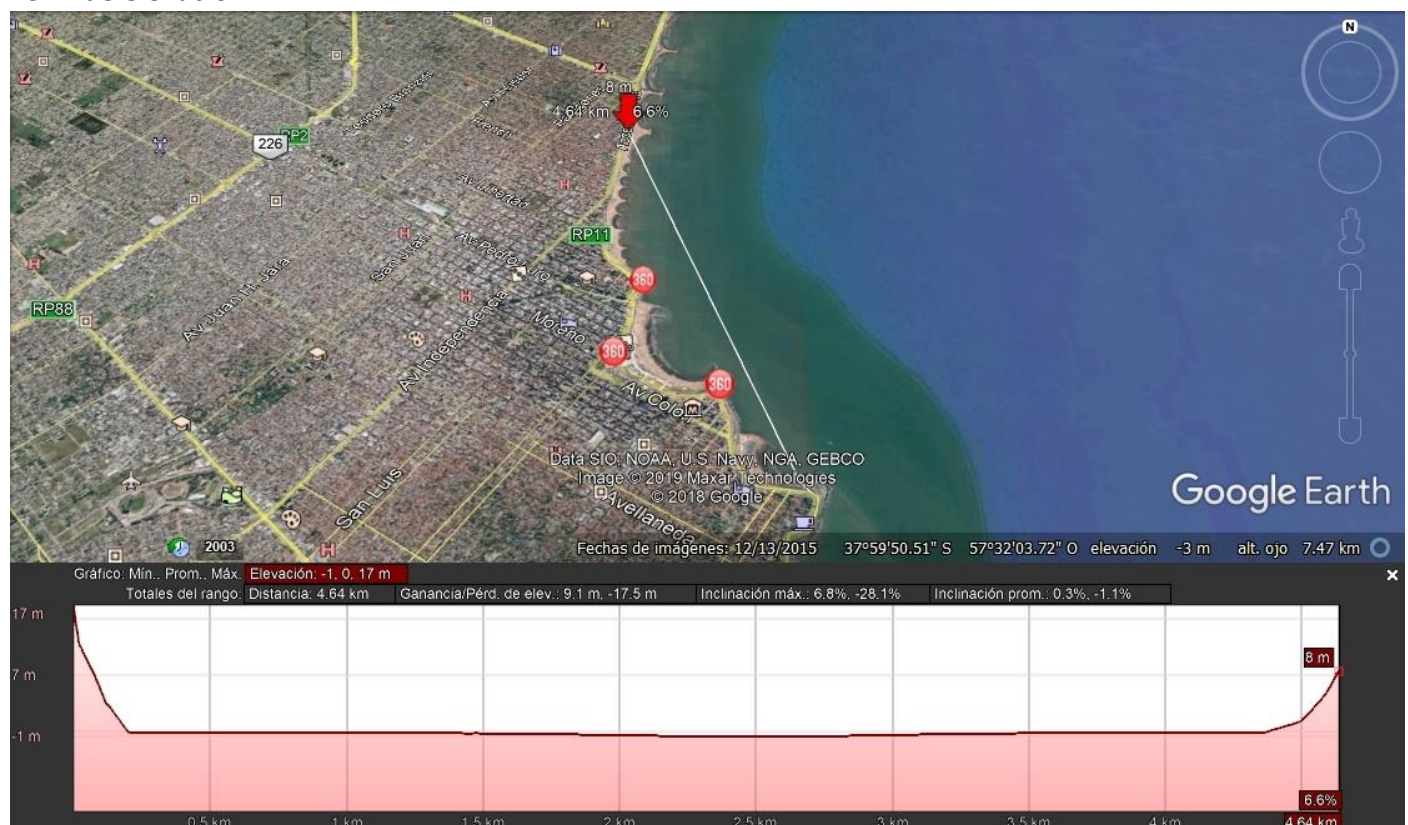 N
8 m
4.64 km 6.6%
RP2
226
Av Libertad
RP11
Av Pedro Luro
San Juan
360
RP88
Av Juan H. Jara
Av Independencia
Moreno
360
360
Av Colon
M
Data SIO, NOAA, U.S. Navy, NGA, GEBCO
Image © 2019 Maxar Technologies
© 2018 Google
Google Earth
San Luis
Avellaneda
2003
Fechas de imágenes: 12/13/2015 37°59'50.51" S 57°32'03.72" O elevación -3 m alt. ojo 7.47 km
Gráfico: Mín., Prom., Máx. Elevación: -1, 0, 17 m
Totales del rango: Distancia: 4.64 km Ganancia/Pérd. de elev.: 9.1 m, -17.5 m Inclinación máx.: 6.8%, -28.1% Inclinación prom.: 0.3%, -1.1%
17 m
8 m
7 m
-1 m
6.6%
0.5 km 1 km 1.5 km 2 km 2.5 km 3 km 3.5 km 4 km 4.64 km